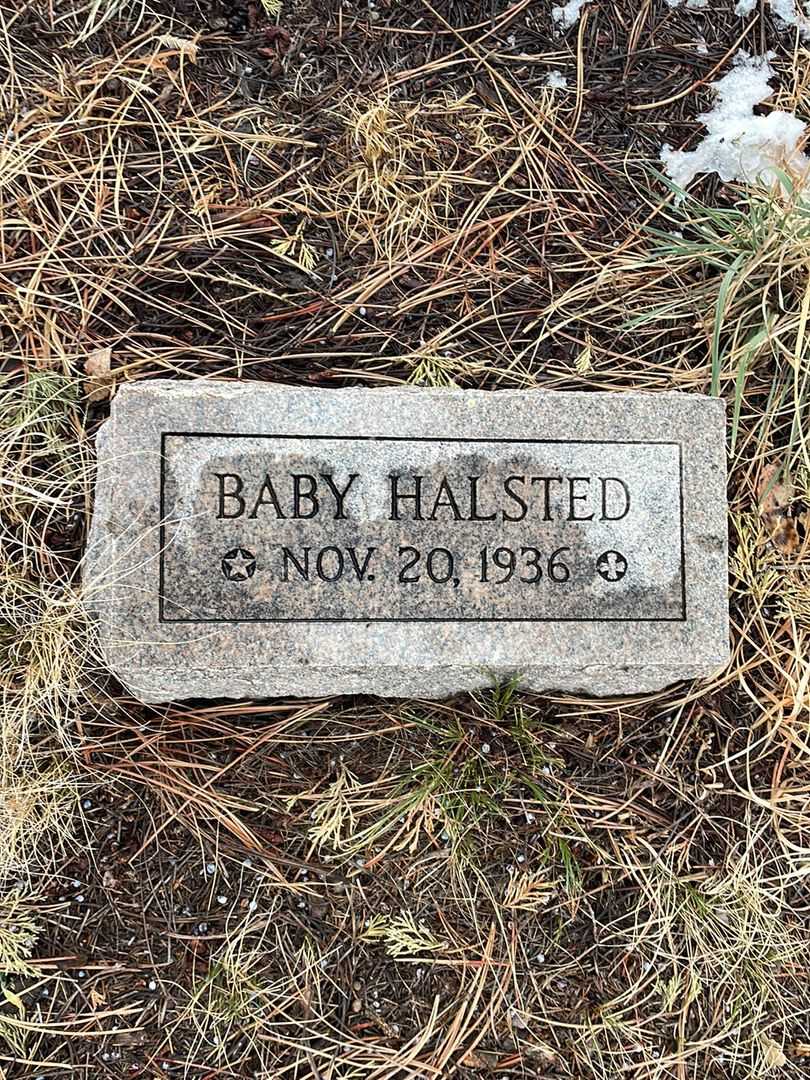 BABY HALSTED
NOV. 20, 1936